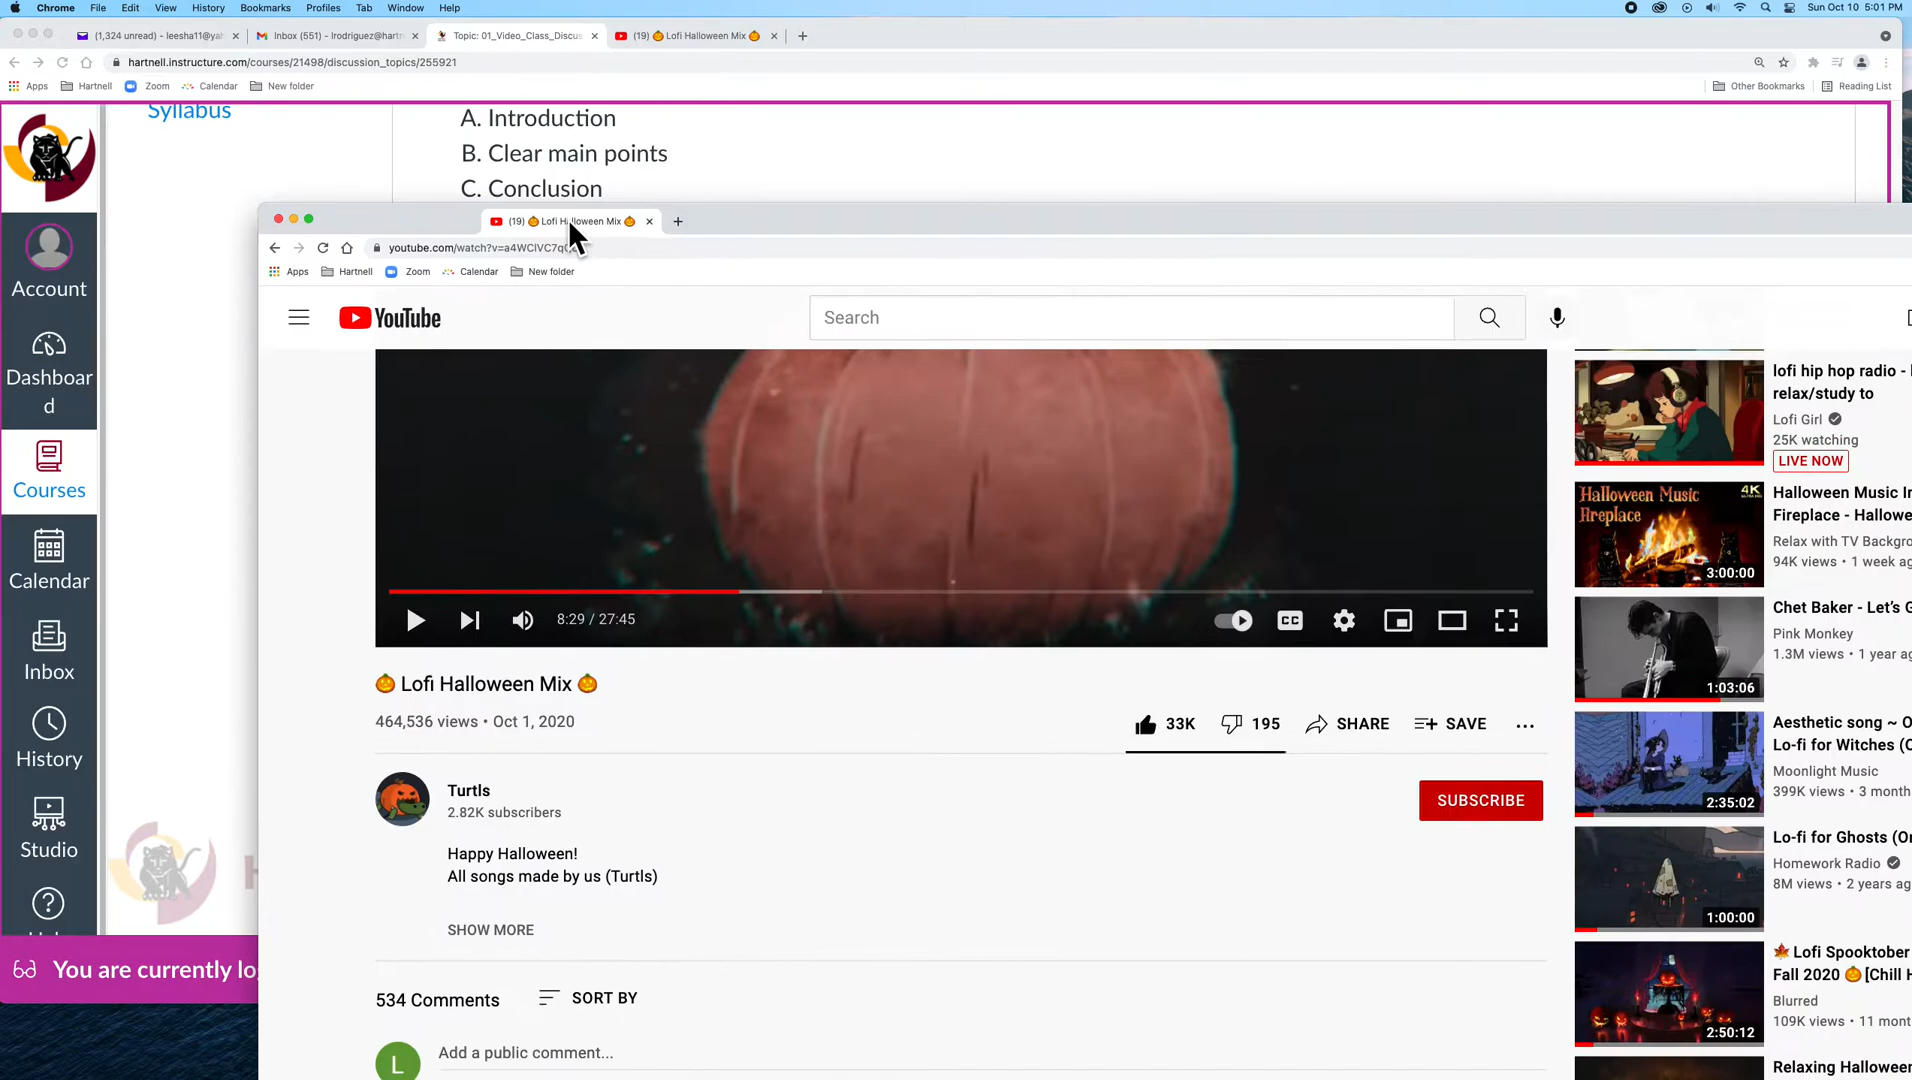 Chrome File Edit View History Bookmarks Profiles Tab Window Help Sun Oct 10 5:01 PM
(1,324 unread) - leesha11@yah Inbox (551) - lrodriguez@hartn Topic: 01_Video_Class_Discus (19) 🎃 Lofi Halloween Mix 🎃
hartnell.instructure.com/courses/21498/discussion_topics/255921
Apps Hartnell Zoom Calendar New folder Other Bookmarks Reading List
Syllabus
A. Introduction
B. Clear main points
C. Conclusion
Account
Dashboar
d
Courses
Calendar
Inbox
History
Studio
You are currently lo
(19) 🎃 Lofi Halloween Mix 🎃
youtube.com/watch?v=a4WClVC7q
Apps Hartnell Zoom Calendar New folder
YouTube
Search
8:29 / 27:45
CC
🎃 Lofi Halloween Mix 🎃
464,536 views • Oct 1, 2020
33K 195 SHARE SAVE
Turtls
2.82K subscribers
SUBSCRIBE
Happy Halloween!
All songs made by us (Turtls)
SHOW MORE
534 Comments SORT BY
L
Add a public comment...
lofi hip hop radio -
relax/study to
Lofi Girl
25K watching
LIVE NOW
Halloween Music
Fireplace
4K
3:00:00
Halloween Music In
Fireplace - Hallowe
Relax with TV Backgro
94K views • 1 week ag
1:03:06
Chet Baker - Let's G
Pink Monkey
1.3M views • 1 year ag
2:35:02
Aesthetic song ~ O
Lo-fi for Witches (O
Moonlight Music
399K views • 3 month
1:00:00
Lo-fi for Ghosts (On
Homework Radio
8M views • 2 years ag
2:50:12
🍁 Lofi Spooktober
Fall 2020 🎃 [Chill H
Blurred
109K views • 11 mont
Relaxing Halloween